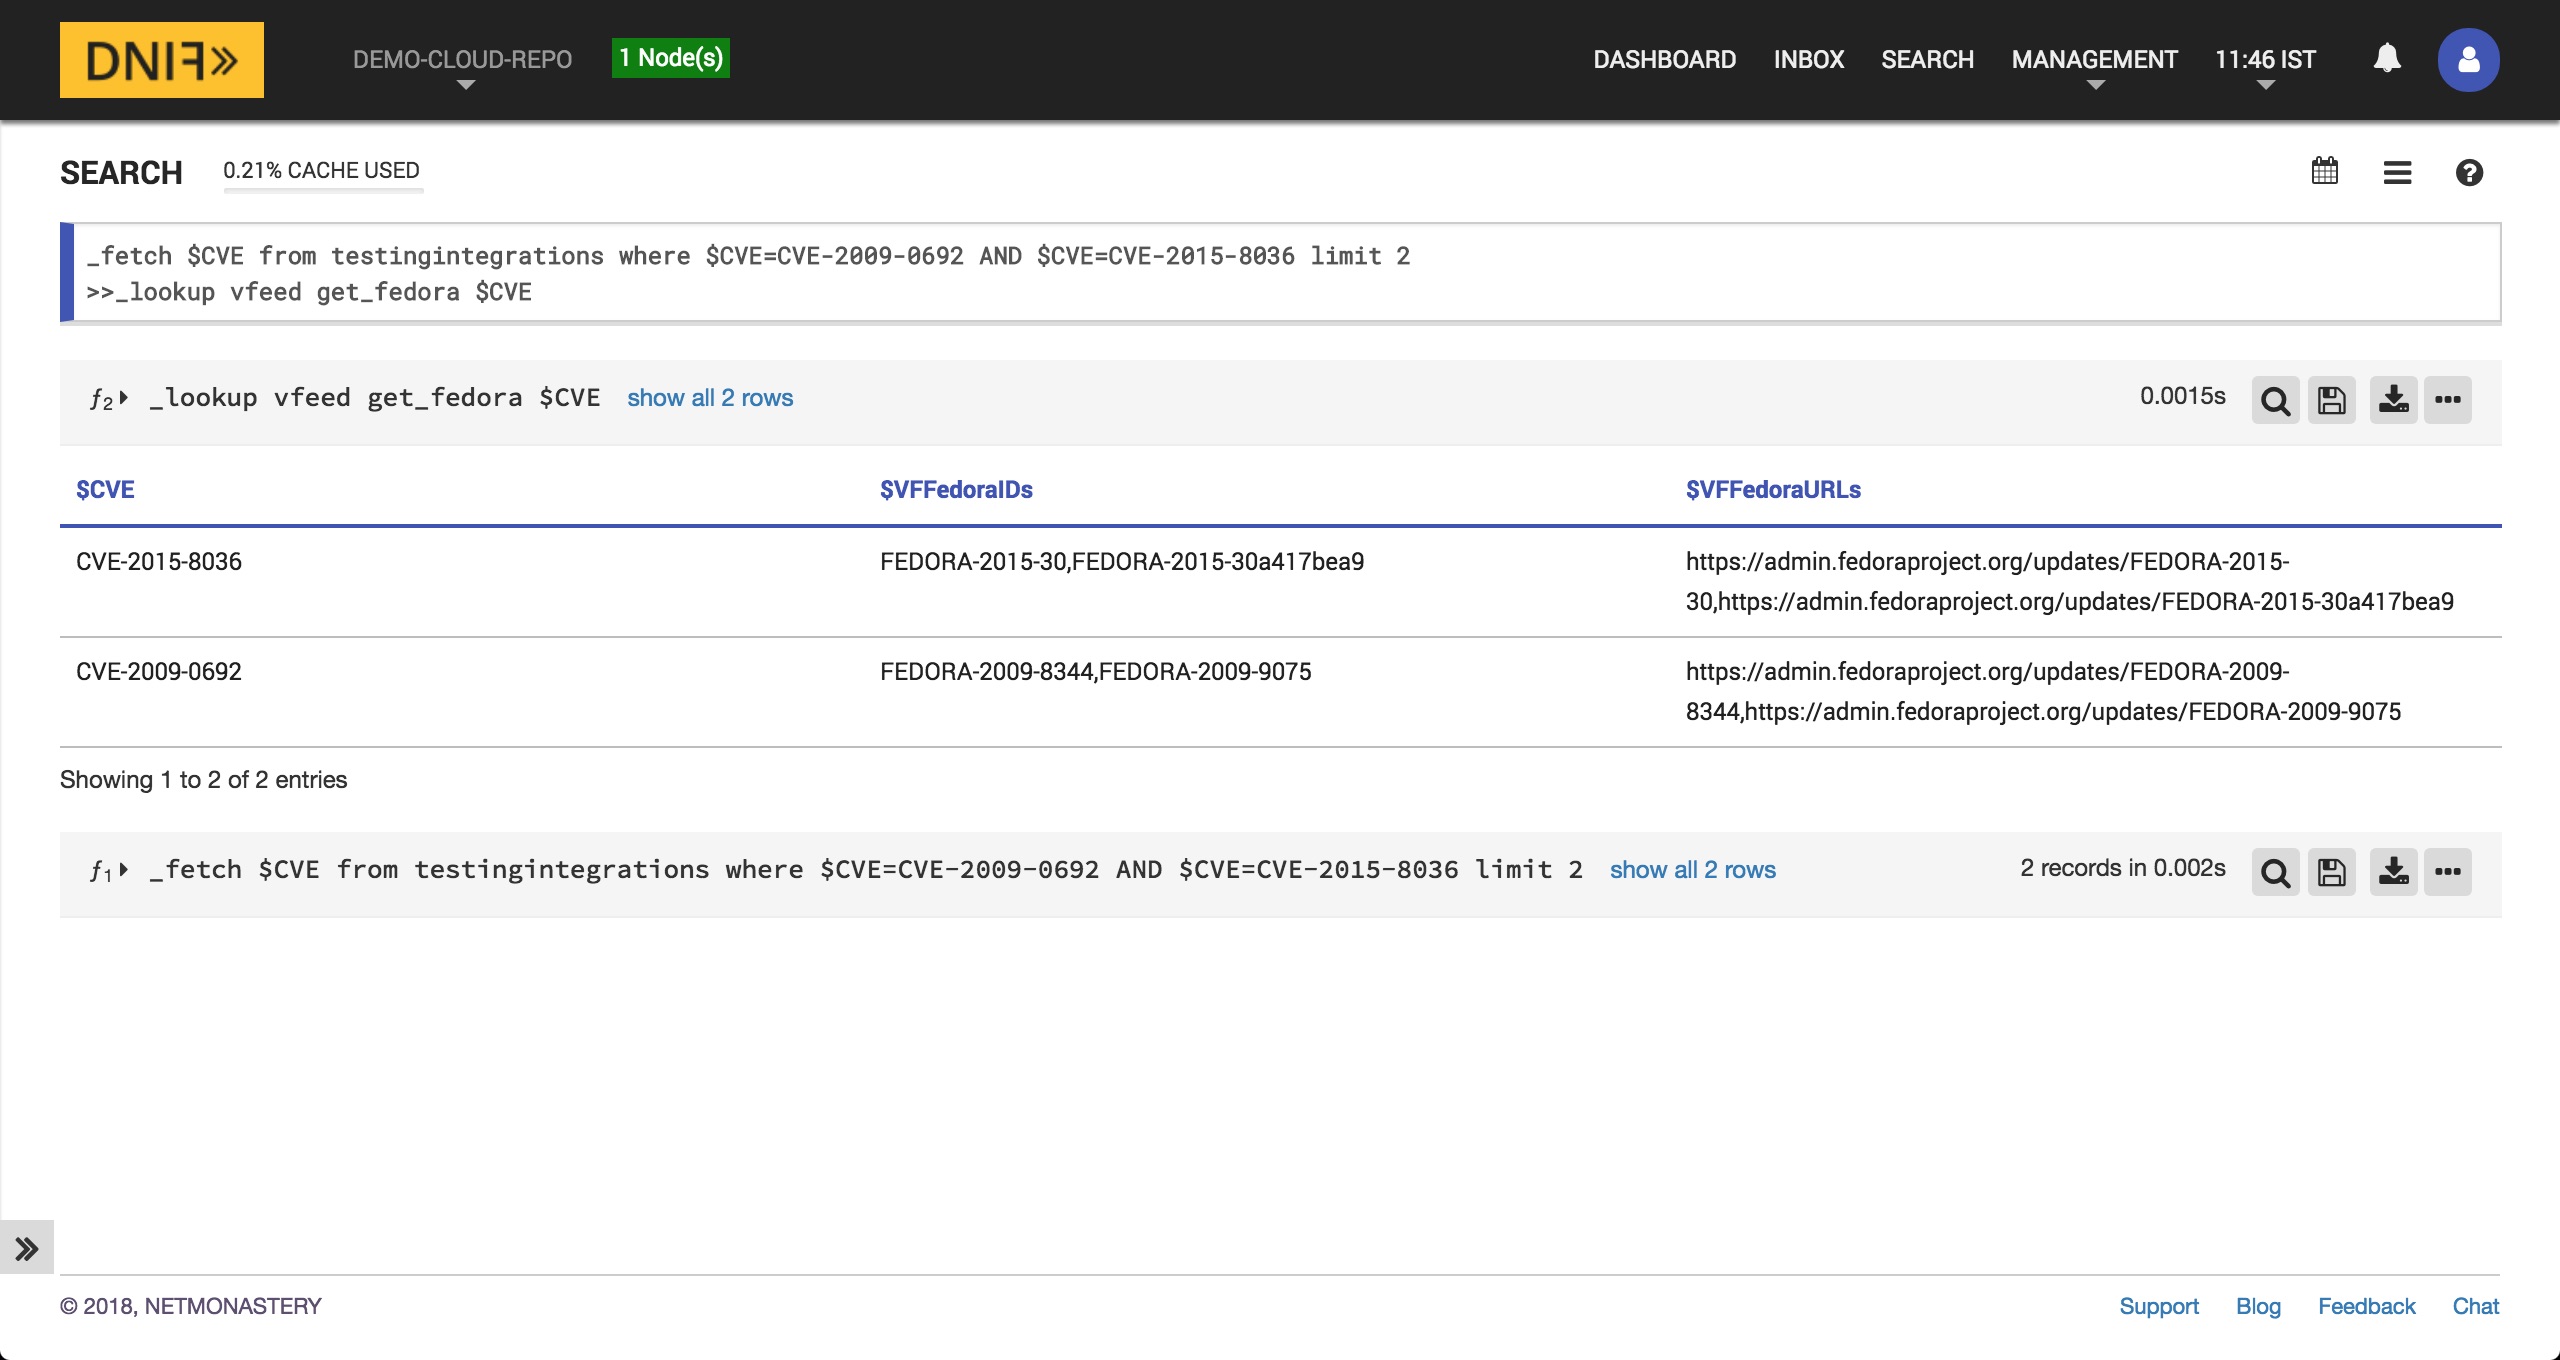 DNIF»
DEMO-CLOUD-REPO
1 Node(s)
DASHBOARD INBOX SEARCH MANAGEMENT 11:46 IST
SEARCH 0.21% CACHE USED
_fetch $CVE from testingintegrations where $CVE=CVE-2009-0692 AND $CVE=CVE-2015-8036 limit 2
>>_lookup vfeed get_fedora $CVE
ƒ2 _lookup vfeed get_fedora $CVE show all 2 rows 0.0015s
$CVE $VFFedoraIDs $VFFedoraURLs
CVE-2015-8036 FEDORA-2015-30,FEDORA-2015-30a417bea9 https://admin.fedoraproject.org/updates/FEDORA-2015-
30,https://admin.fedoraproject.org/updates/FEDORA-2015-30a417bea9
CVE-2009-0692 FEDORA-2009-8344,FEDORA-2009-9075 https://admin.fedoraproject.org/updates/FEDORA-2009-
8344,https://admin.fedoraproject.org/updates/FEDORA-2009-9075
Showing 1 to 2 of 2 entries
ƒ1 _fetch $CVE from testingintegrations where $CVE=CVE-2009-0692 AND $CVE=CVE-2015-8036 limit 2 show all 2 rows 2 records in 0.002s
© 2018, NETMONASTERY
Support Blog Feedback Chat